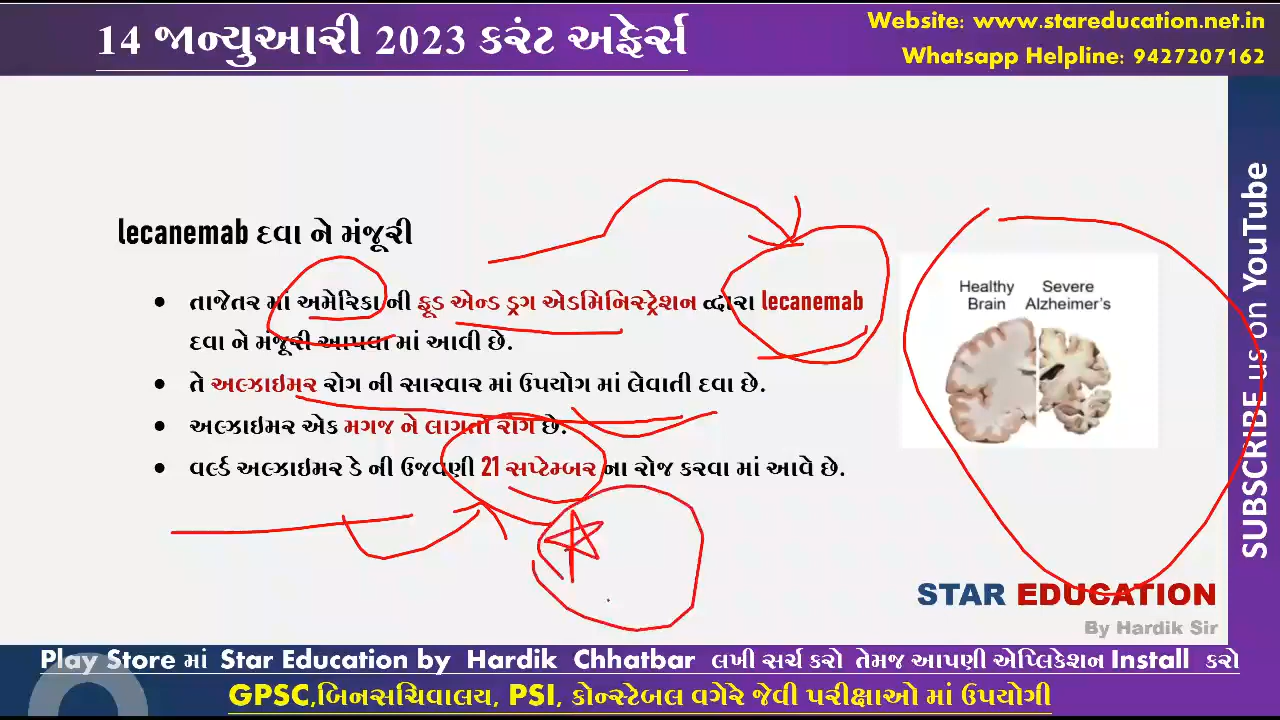 14 જાન્યુઆરી 2023 કરંટ અફેર્સ
Website: www.stareducation.net.in
Whatsapp Helpline: 9427207162
lecanemab દવા ને મંજૂરી
• તાજેતર માં અમેરિકા ની ફૂડ એન્ડ ડ્રગ એડમિનિસ્ટ્રેશન દ્વારા lecanemab
દવા ને મંજૂરી આપવા માં આવી છે.
• તે અલ્ઝાઇમર રોગ ની સારવાર માં ઉપયોગ માં લેવાતી દવા છે.
• અલ્ઝાઇમર એક મગજ ને લાગતો રોગ છે.
• વર્લ્ડ અલ્ઝાઇમર ડે ની ઉજવણી 21 સપ્ટેમ્બર ના રોજ કરવા માં આવે છે.
Healthy
Brain
Severe
Alzheimer's
SUBSCRIBE us on YouTube
STAR EDUCATION
By Hardik Sir
Play Store માં Star Education by Hardik Chhatbar લખી સર્ચ કરો તેમજ આપણી એપ્લિકેશન Install કરો
GPSC,બિનસચિવાલય, PSI, કોન્સ્ટેબલ વગેરે જેવી પરીક્ષાઓ માં ઉપયોગી